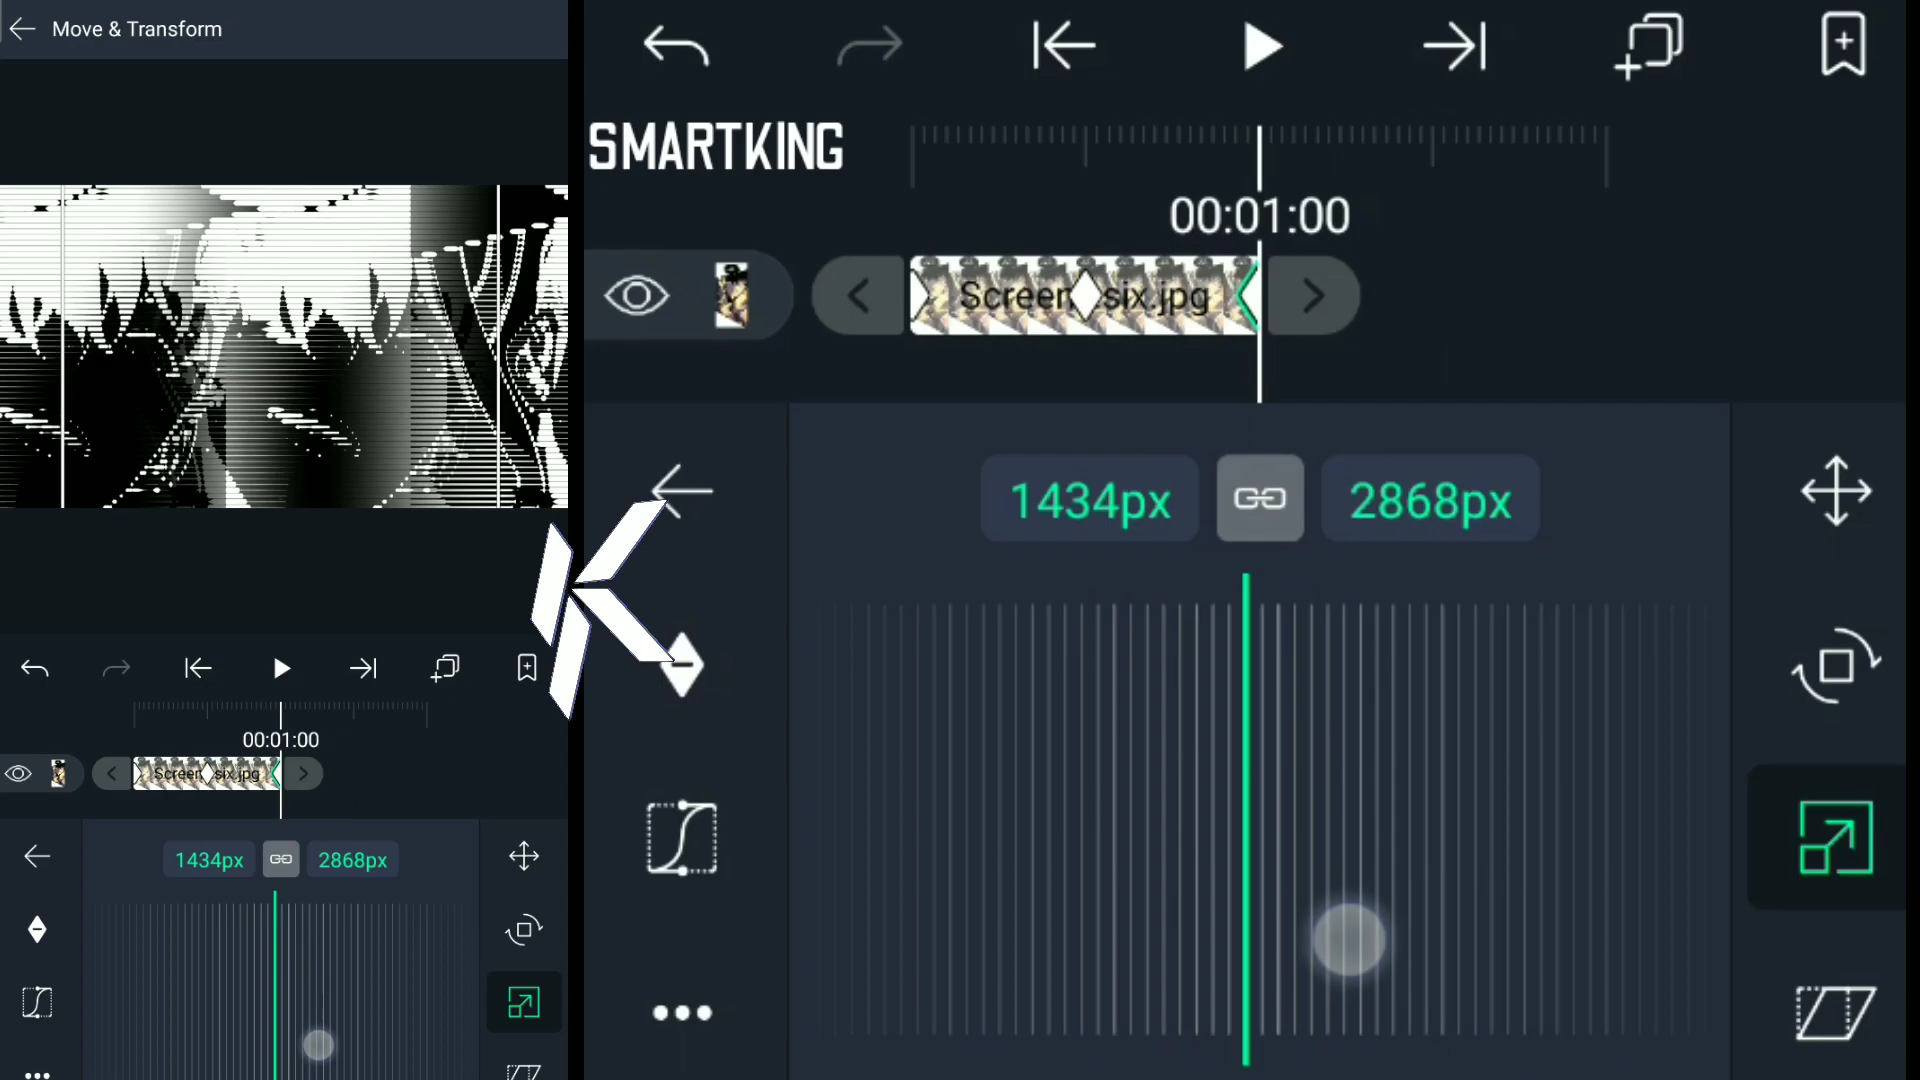 Move & Transform
SMARTKING
00:01:00
Screen six.jpg
1434px 2868px
00:01:00
Screen six.jpg
1434px 2868px